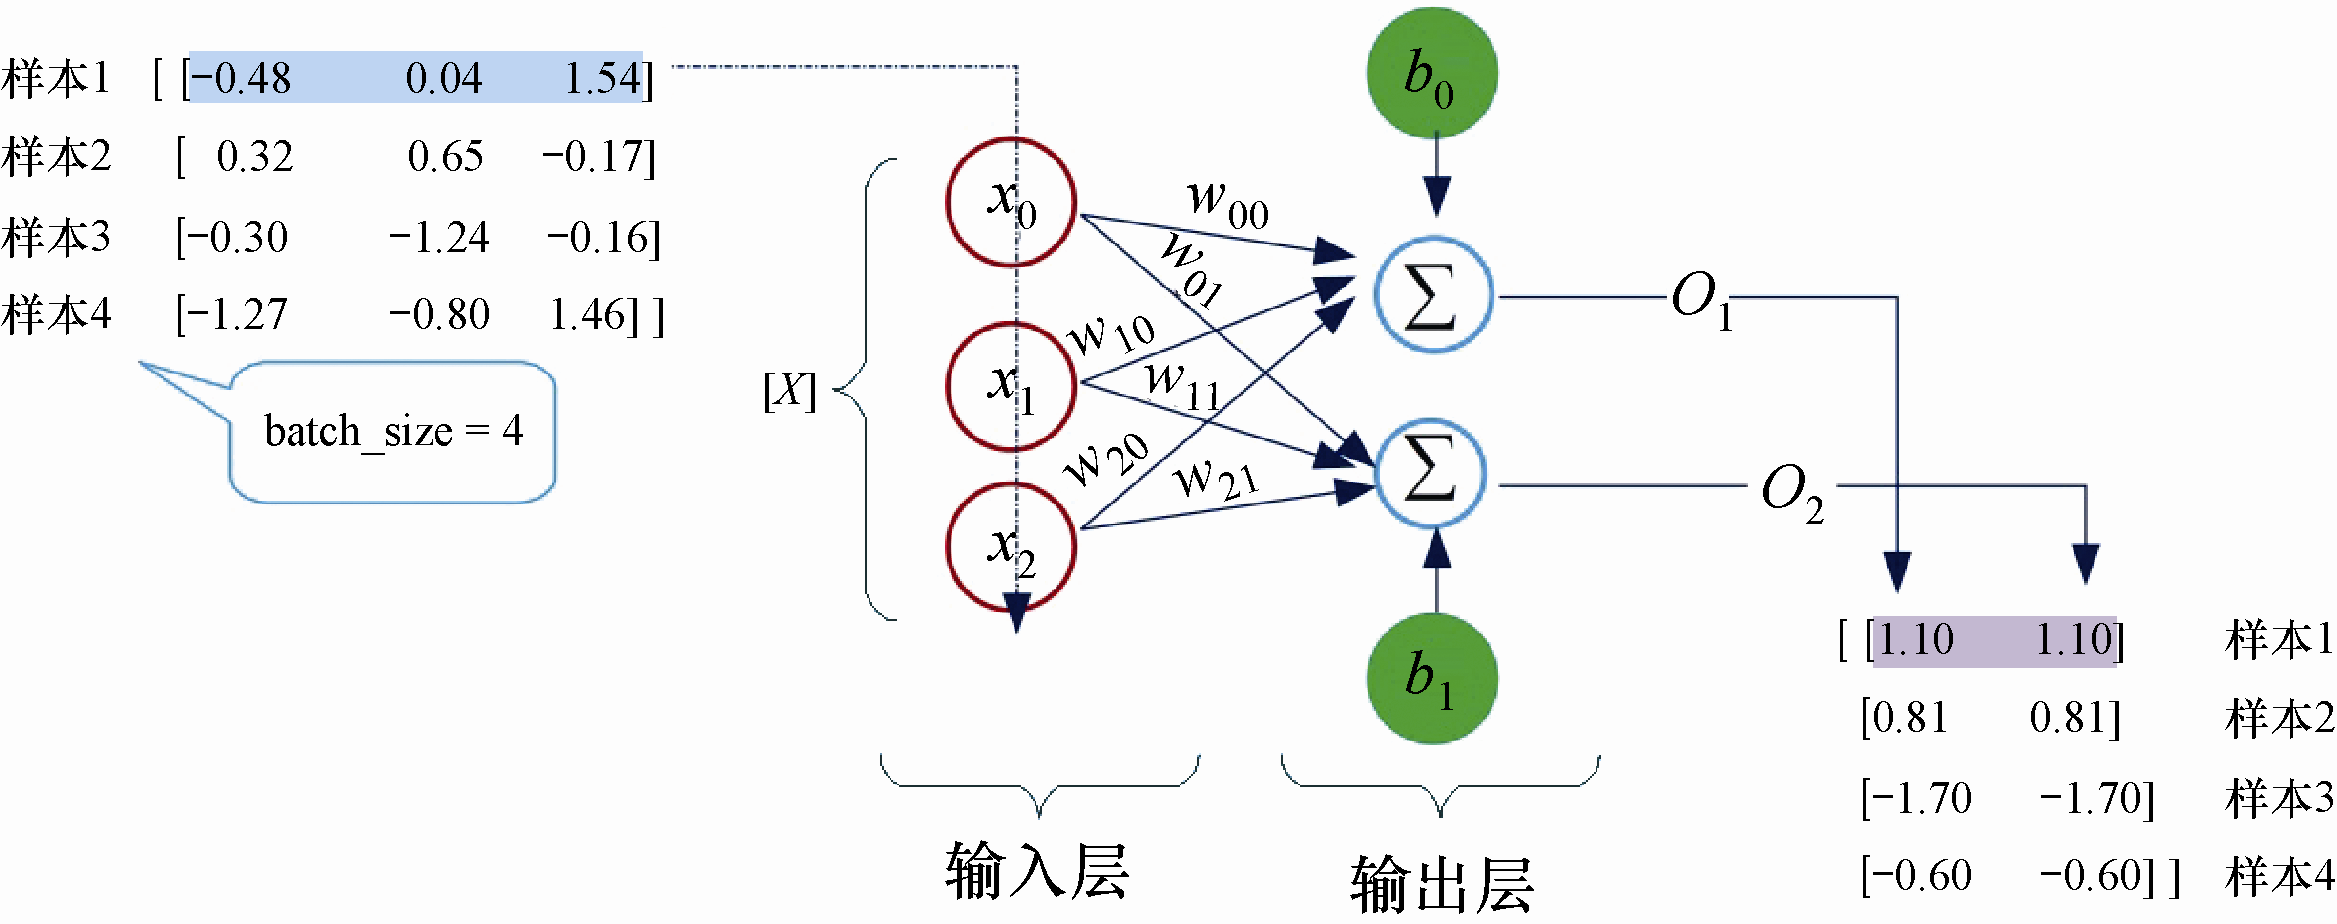 样本1 [ [−0.48 0.04 1.54]
样本2 [ 0.32 0.65 −0.17]
样本3 [−0.30 −1.24 −0.16]
样本4 [−1.27 −0.80 1.46] ]
batch_size = 4
[X]
x0
x1
x2
w00
w01
w10
w11
w20
w21
b0
∑
∑
b1
O1
O2
[ [1.10 1.10] 样本1
[0.81 0.81] 样本2
[−1.70 −1.70] 样本3
[−0.60 −0.60] ] 样本4
输入层
输出层